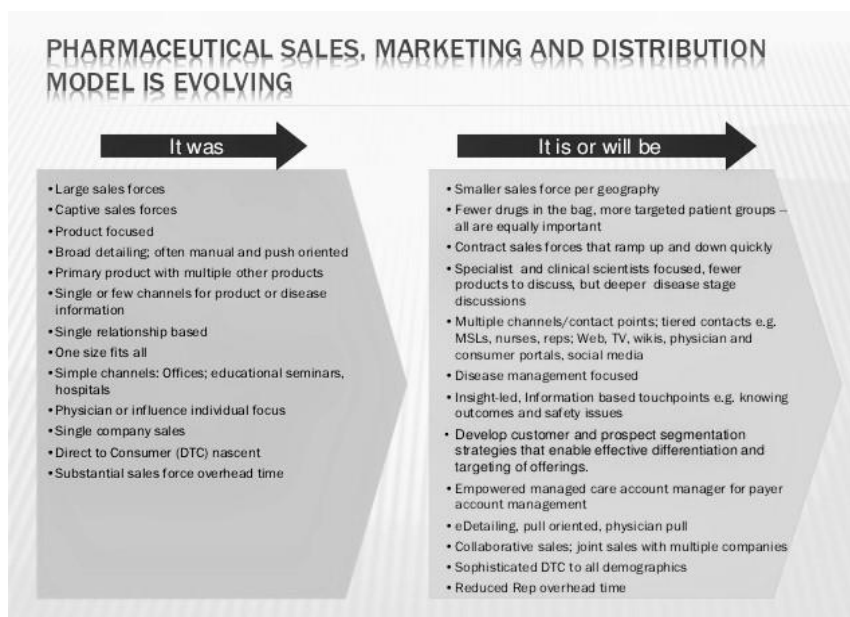 PHARMACEUTICAL SALES, MARKETING AND DISTRIBUTION
MODEL IS EVOLVING
It was
• Large sales forces
• Captive sales forces
• Product focused
• Broad detailing; often manual and push oriented
• Primary product with multiple other products
• Single or few channels for product or disease
information
• Single relationship based
• One size fits all
• Simple channels: Offices; educational seminars,
hospitals
• Physician or influence individual focus
• Single company sales
• Direct to Consumer (DTC) nascent
• Substantial sales force overhead time
It is or will be
• Smaller sales force per geography
• Fewer drugs in the bag, more targeted patient groups –
all are equally important
• Contract sales forces that ramp up and down quickly
• Specialist and clinical scientists focused, fewer
products to discuss, but deeper disease stage
discussions
• Multiple channels/contact points; tiered contacts e.g.
MSLs, nurses, reps; Web, TV, wikis, physician and
consumer portals, social media
• Disease management focused
• Insight-led, Information based touchpoints e.g. knowing
outcomes and safety issues
• Develop customer and prospect segmentation
strategies that enable effective differentiation and
targeting of offerings.
• Empowered managed care account manager for payer
account management
• eDetailing, pull oriented, physician pull
• Collaborative sales; joint sales with multiple companies
• Sophisticated DTC to all demographics
• Reduced Rep overhead time